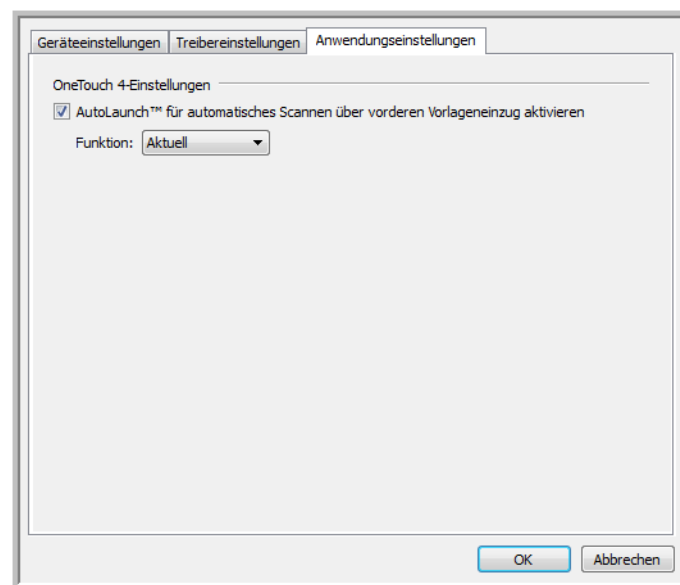 Geräteeinstellungen Treibereinstellungen Anwendungseinstellungen
OneTouch 4-Einstellungen
AutoLaunch™ für automatisches Scannen über vorderen Vorlageneinzug aktivieren
Funktion: Aktuell
OK Abbrechen